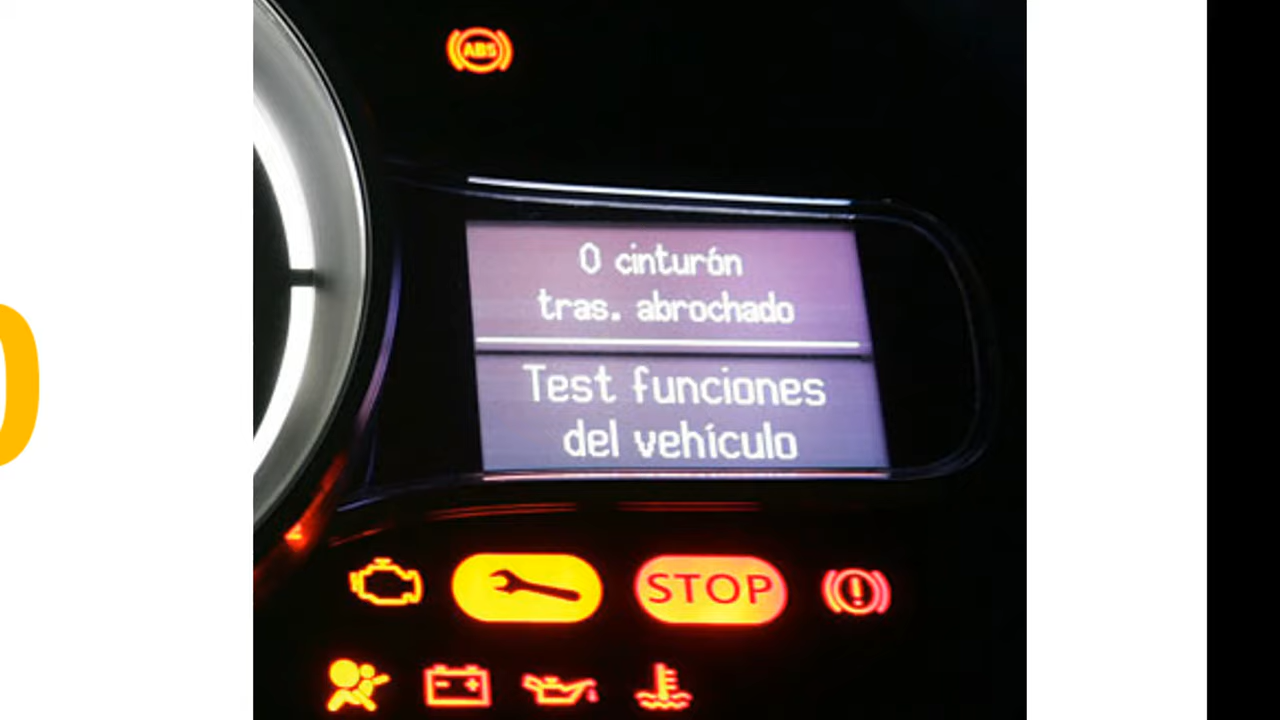 ABS
0 cinturón
tras. abrochado
Test funciones
del vehículo
STOP